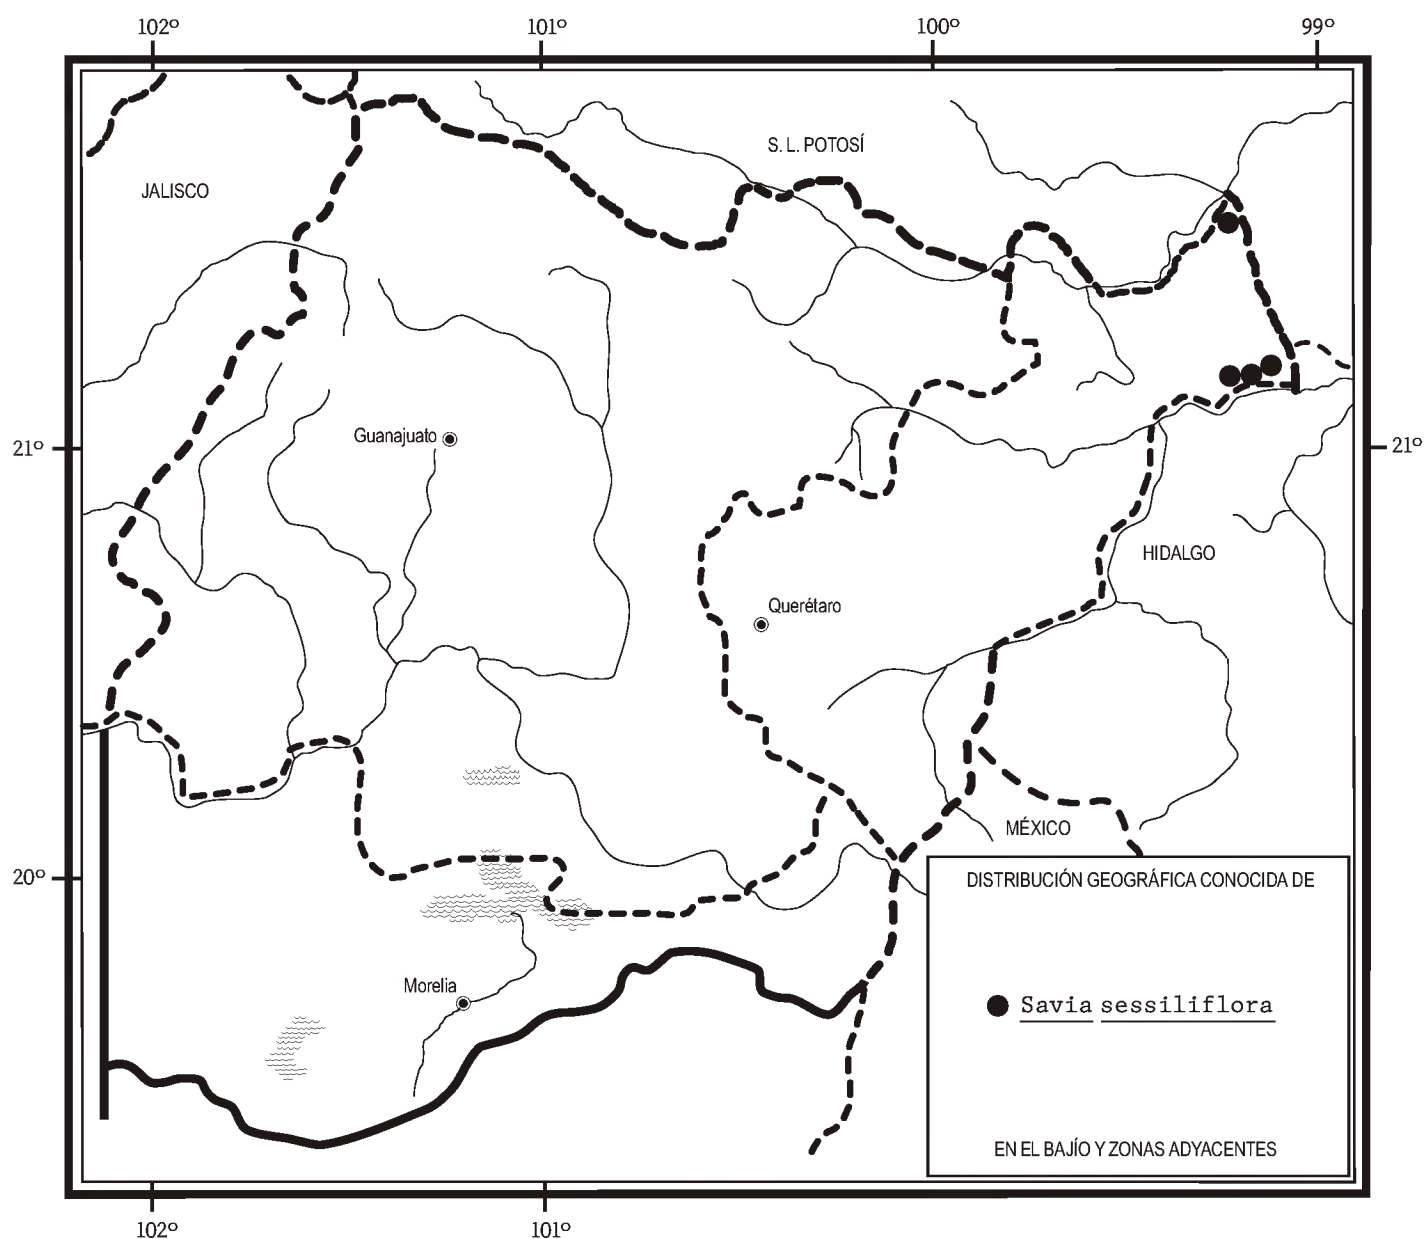 102º 101º 100º 99º
S. L. POTOSÍ
JALISCO
Guanajuato
21º 21º
HIDALGO
Querétaro
MÉXICO
20º
DISTRIBUCIÓN GEOGRÁFICA CONOCIDA DE
Morelia
Savia sessiliflora
EN EL BAJÍO Y ZONAS ADYACENTES
102º 101º